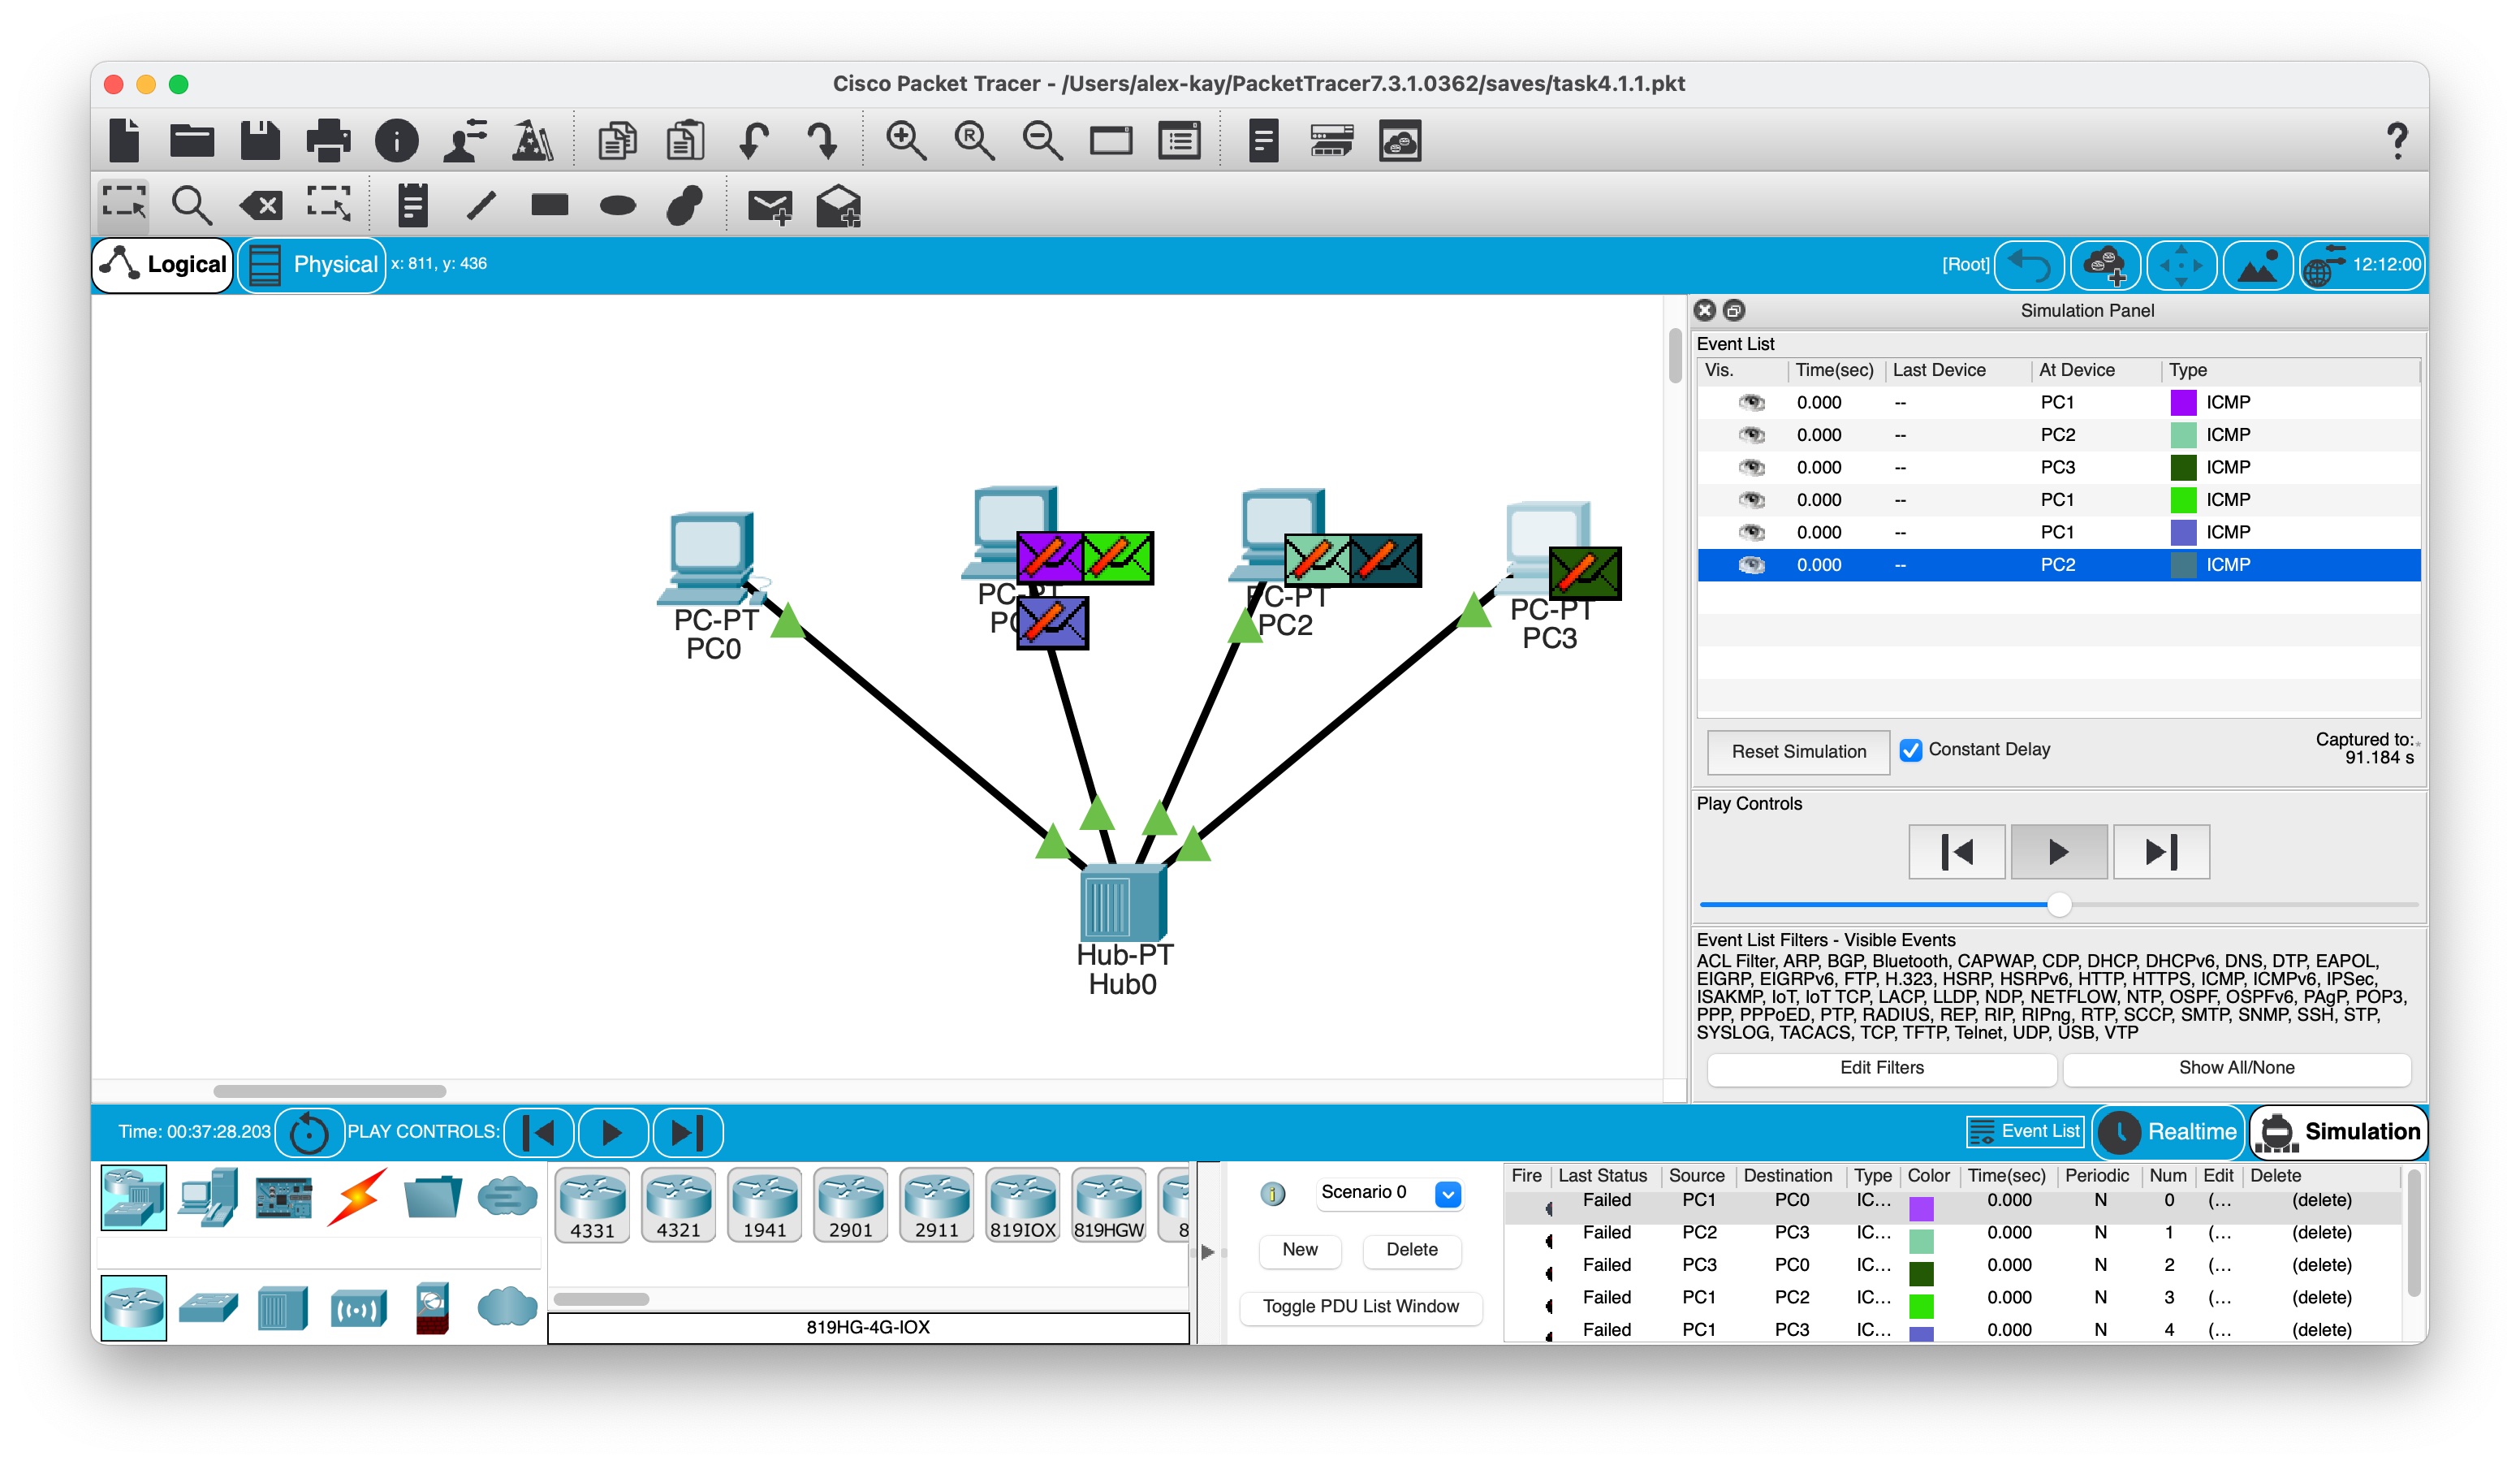 Cisco Packet Tracer - /Users/alex-kay/PacketTracer7.3.1.0362/saves/task4.1.1.pkt
Logical
Physical
x: 811, y: 436
[Root]
12:12:00
PC-PT
PC0
PC-PT
PC2
PC-PT
PC3
Hub-PT
Hub0
Simulation Panel
Event List
Vis. Time(sec) Last Device At Device Type
0.000 -- PC1 ICMP
0.000 -- PC2 ICMP
0.000 -- PC3 ICMP
0.000 -- PC1 ICMP
0.000 -- PC1 ICMP
0.000 -- PC2 ICMP
Reset Simulation
Constant Delay
Captured to:
91.184 s
Play Controls
Event List Filters - Visible Events
ACL Filter, ARP, BGP, Bluetooth, CAPWAP, CDP, DHCP, DHCPv6, DNS, DTP, EAPOL,
EIGRP, EIGRPv6, FTP, H.323, HSRP, HSRPv6, HTTP, HTTPS, ICMP, ICMPv6, IPSec,
ISAKMP, IoT, IoT TCP, LACP, LLDP, NDP, NETFLOW, NTP, OSPF, OSPFv6, PAgP, POP3,
PPP, PPPoED, PTP, RADIUS, REP, RIP, RIPng, RTP, SCCP, SMTP, SNMP, SSH, STP,
SYSLOG, TACACS, TCP, TFTP, Telnet, UDP, USB, VTP
Edit Filters
Show All/None
Time: 00:37:28.203
PLAY CONTROLS:
Event List
Realtime
Simulation
4331
4321
1941
2901
2911
819IOX
819HGW
8
819HG-4G-IOX
Scenario 0
New
Delete
Toggle PDU List Window
Fire Last Status Source Destination Type Color Time(sec) Periodic Num Edit Delete
Failed PC1 PC0 IC... 0.000 N 0 (... (delete)
Failed PC2 PC3 IC... 0.000 N 1 (... (delete)
Failed PC3 PC0 IC... 0.000 N 2 (... (delete)
Failed PC1 PC2 IC... 0.000 N 3 (... (delete)
Failed PC1 PC3 IC... 0.000 N 4 (... (delete)